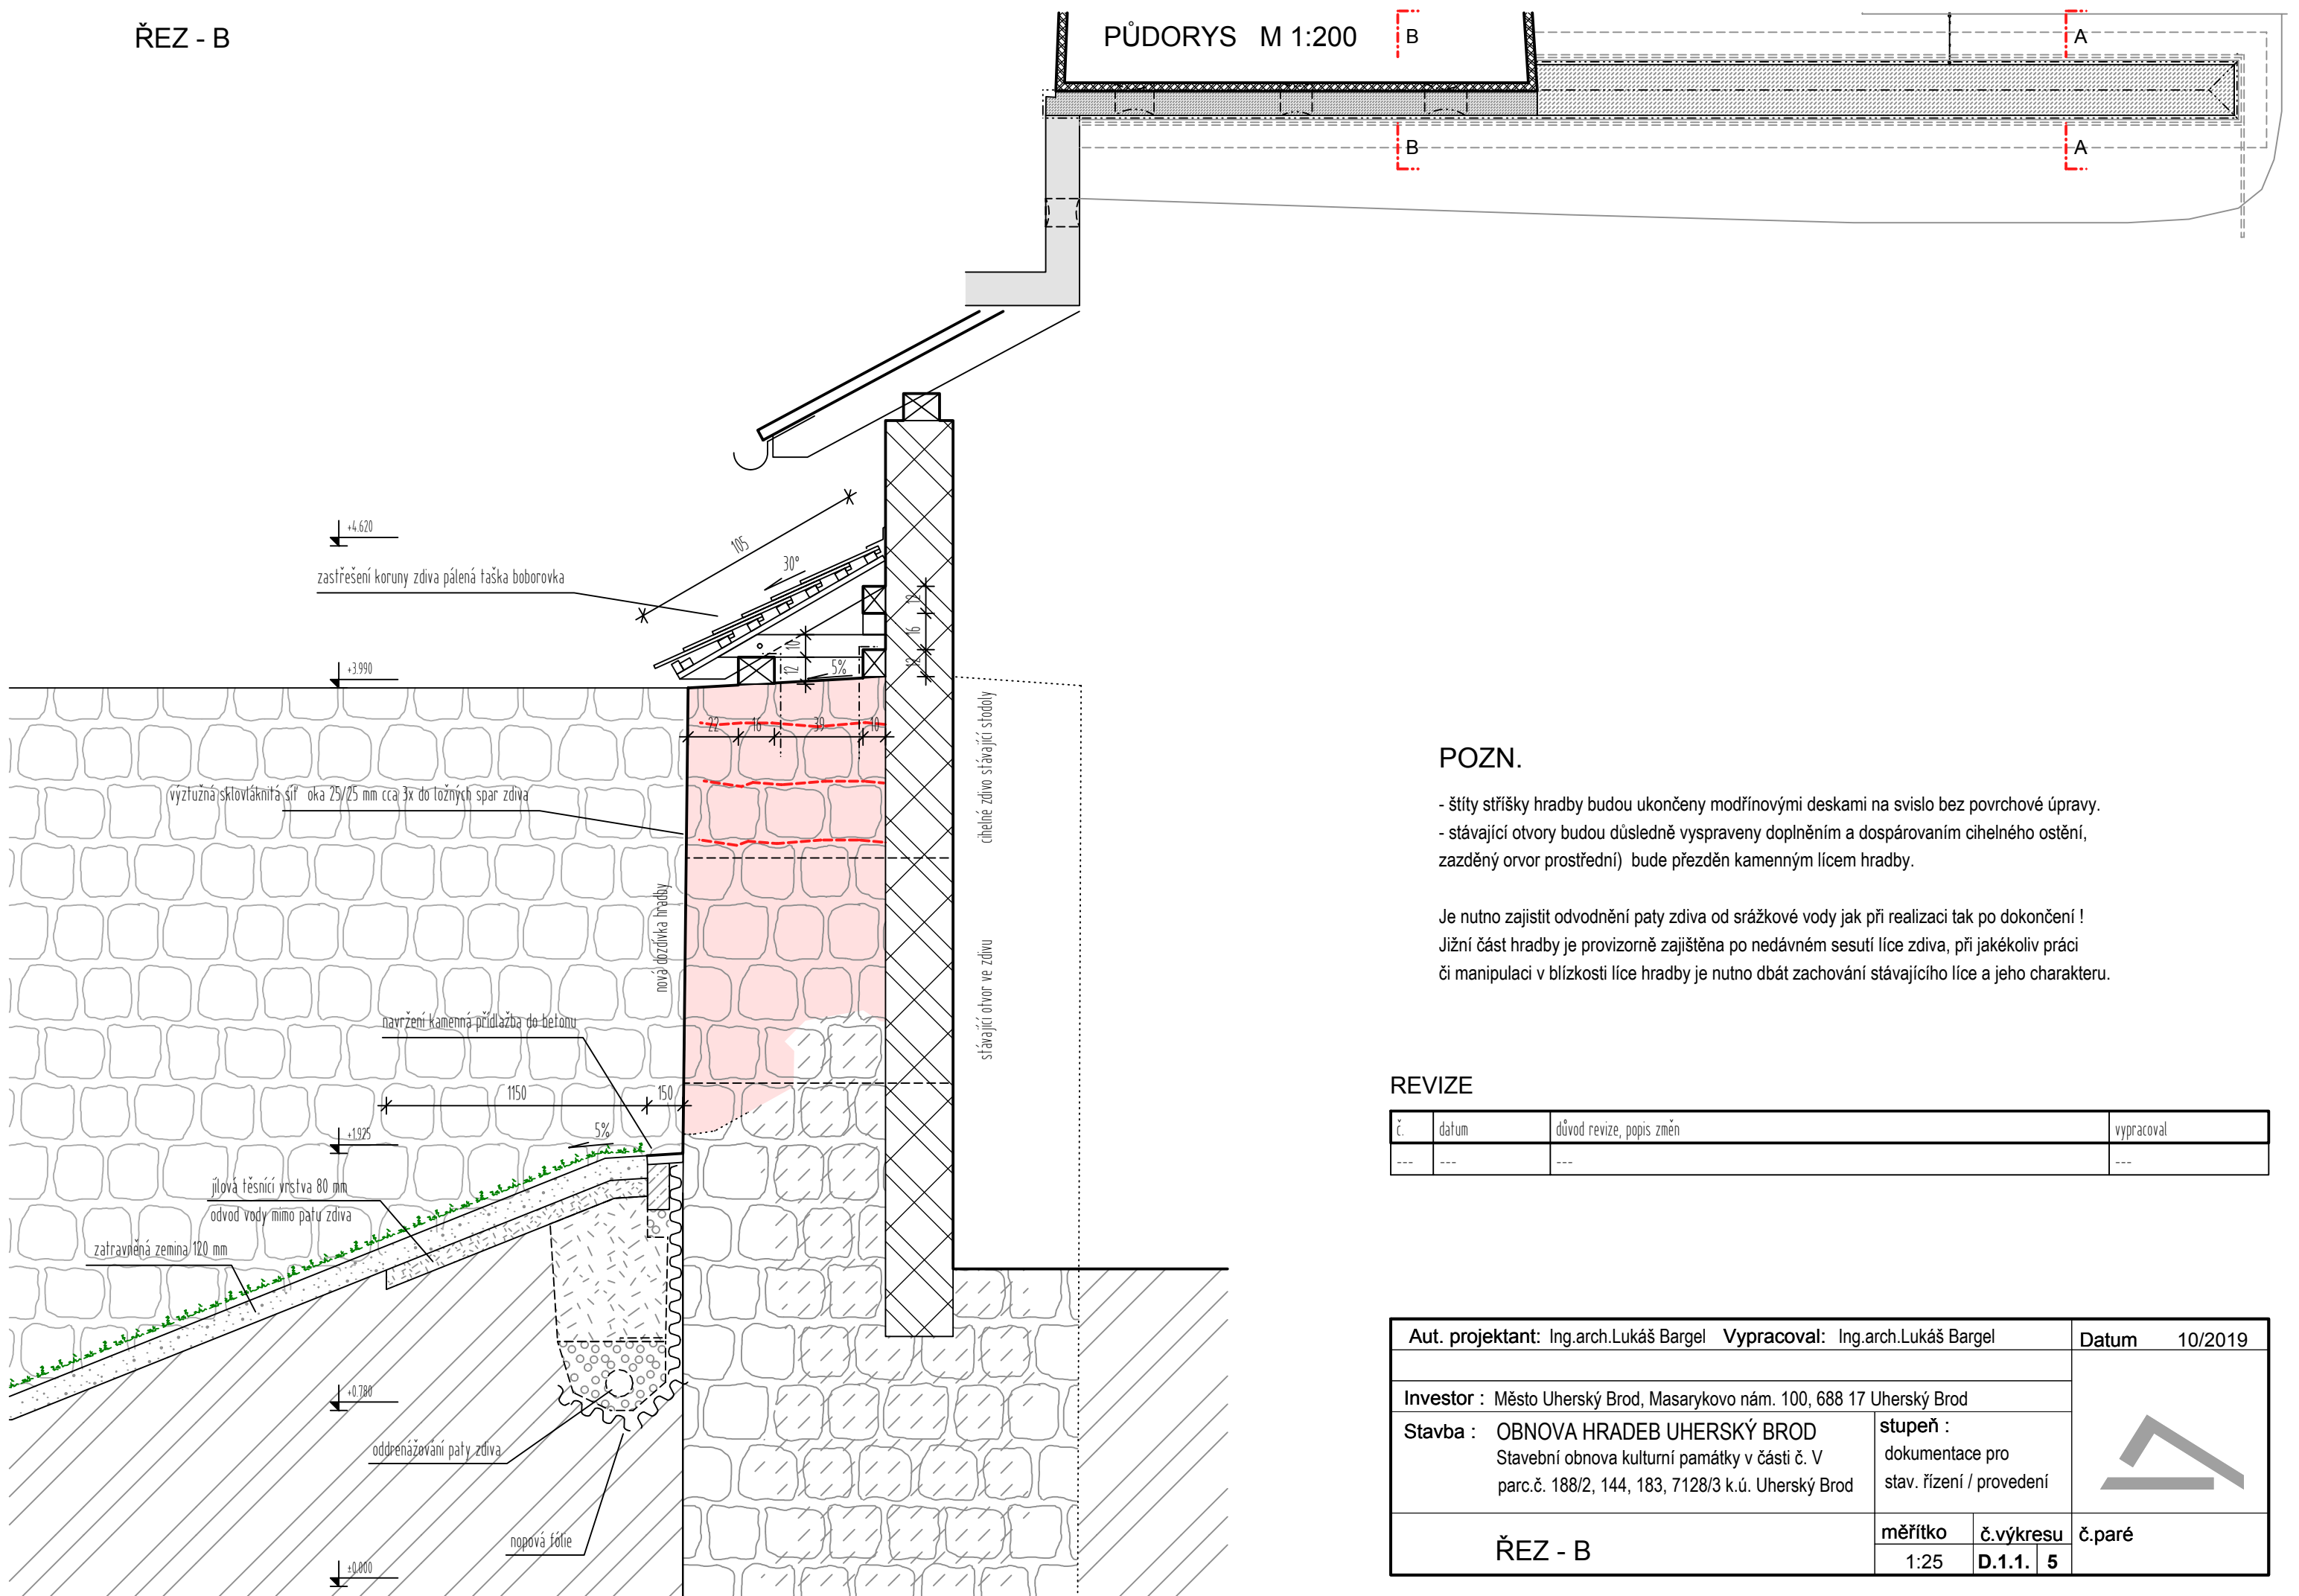 ŘEZ - B
PŮDORYS M 1:200
B
A
B
A
+4.620
105
30°
zastřešení koruny zdiva pálená taška boborovka
12
16
12
10
12
5%
+3.990
22
16
39
10
cihelné zdivo stávající stodoly
výztužná sklovláknitá síť oka 25/25 mm cca 3x do ložných spar zdiva
nová dozdívka hradby
stávající otvor ve zdivu
navržení kamenná přídlažba do betonu
1150
150
+1.925
5%
jílová těsnící vrstva 80 mm
odvod vody mimo patu zdiva
zatravněná zemina 120 mm
+0.780
oddrenážování paty zdiva
nopová fólie
±0.000
POZN.
- štíty stříšky hradby budou ukončeny modřínovými deskami na svislo bez povrchové úpravy.
- stávající otvory budou důsledně vyspraveny doplněním a dospárovaním cihelného ostění,
zazděný orvor prostřední) bude přezděn kamenným lícem hradby.
Je nutno zajistit odvodnění paty zdiva od srážkové vody jak při realizaci tak po dokončení !
Jižní část hradby je provizorně zajištěna po nedávném sesutí líce zdiva, při jakékoliv práci
či manipulaci v blízkosti líce hradby je nutno dbát zachování stávajícího líce a jeho charakteru.
REVIZE
č. datum důvod revize, popis změn vypracoval
--- --- --- ---
Aut. projektant: Ing.arch.Lukáš Bargel Vypracoval: Ing.arch.Lukáš Bargel Datum 10/2019
Investor : Město Uherský Brod, Masarykovo nám. 100, 688 17 Uherský Brod
Stavba : OBNOVA HRADEB UHERSKÝ BROD
Stavební obnova kulturní památky v části č. V
parc.č. 188/2, 144, 183, 7128/3 k.ú. Uherský Brod
stupeň :
dokumentace pro
stav. řízení / provedení
ŘEZ - B
měřítko č.výkresu č.paré
1:25 D.1.1. 5